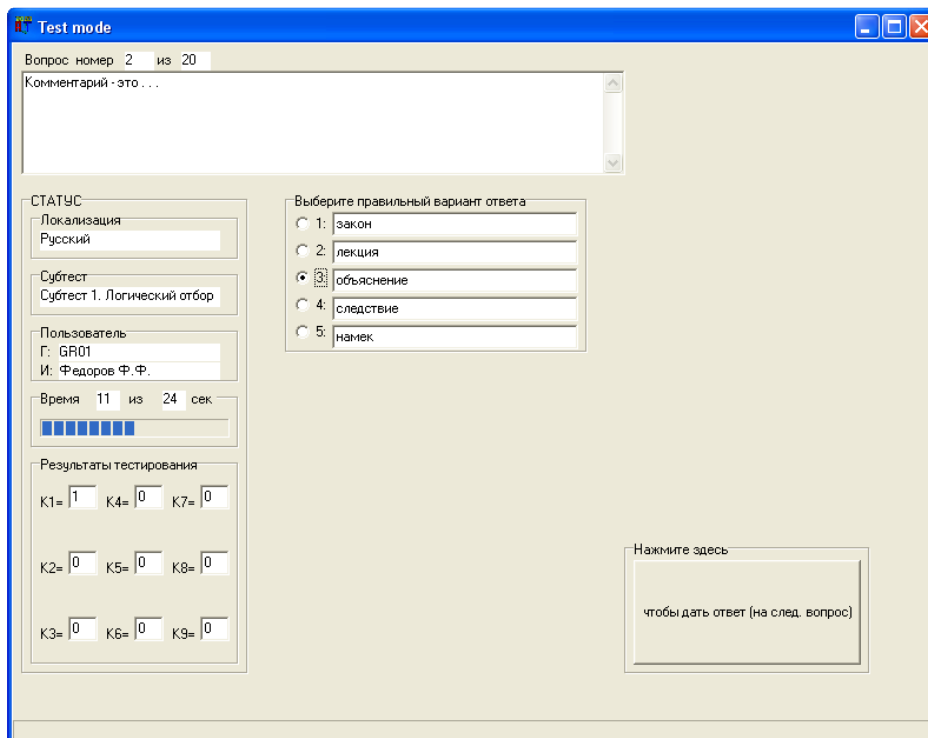 Test mode
Вопрос номер 2 из 20
Комментарий - это . . .
СТАТУС
Локализация
Русский
Субтест
Субтест 1. Логический отбор
Пользователь
Г: GR01
И: Федоров Ф.Ф.
Время 11 из 24 сек
Результаты тестирования
K1= 1 K4= 0 K7= 0
K2= 0 K5= 0 K8= 0
K3= 0 K6= 0 K9= 0
Выберите правильный вариант ответа
1: закон
2: лекция
3: объяснение
4: следствие
5: намек
Нажмите здесь
чтобы дать ответ (на след. вопрос)